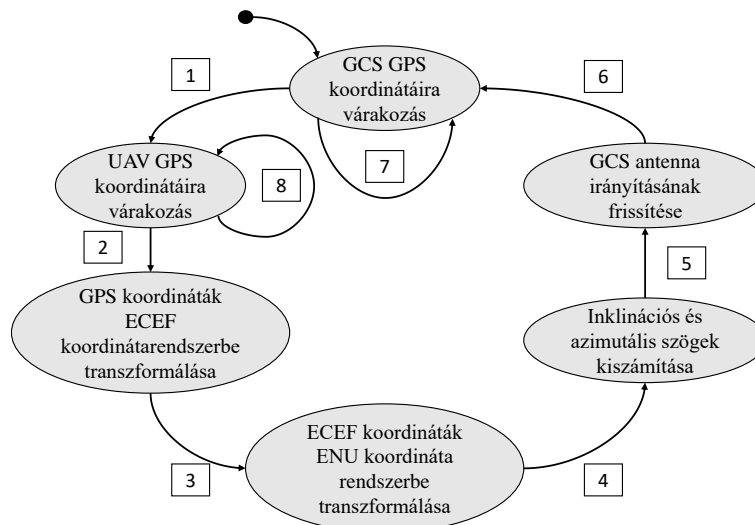 1
GCS GPS
koordinátáira
várakozás
6
UAV GPS
koordinátáira
várakozás
8
7
GCS antenna
irányításának
frissítése
2
5
GPS koordináták
ECEF
koordinátarendszerbe
transzformálása
Inklinációs és
azimutális szögek
kiszámítása
3
ECEF koordináták
ENU koordináta
rendszerbe
transzformálása
4